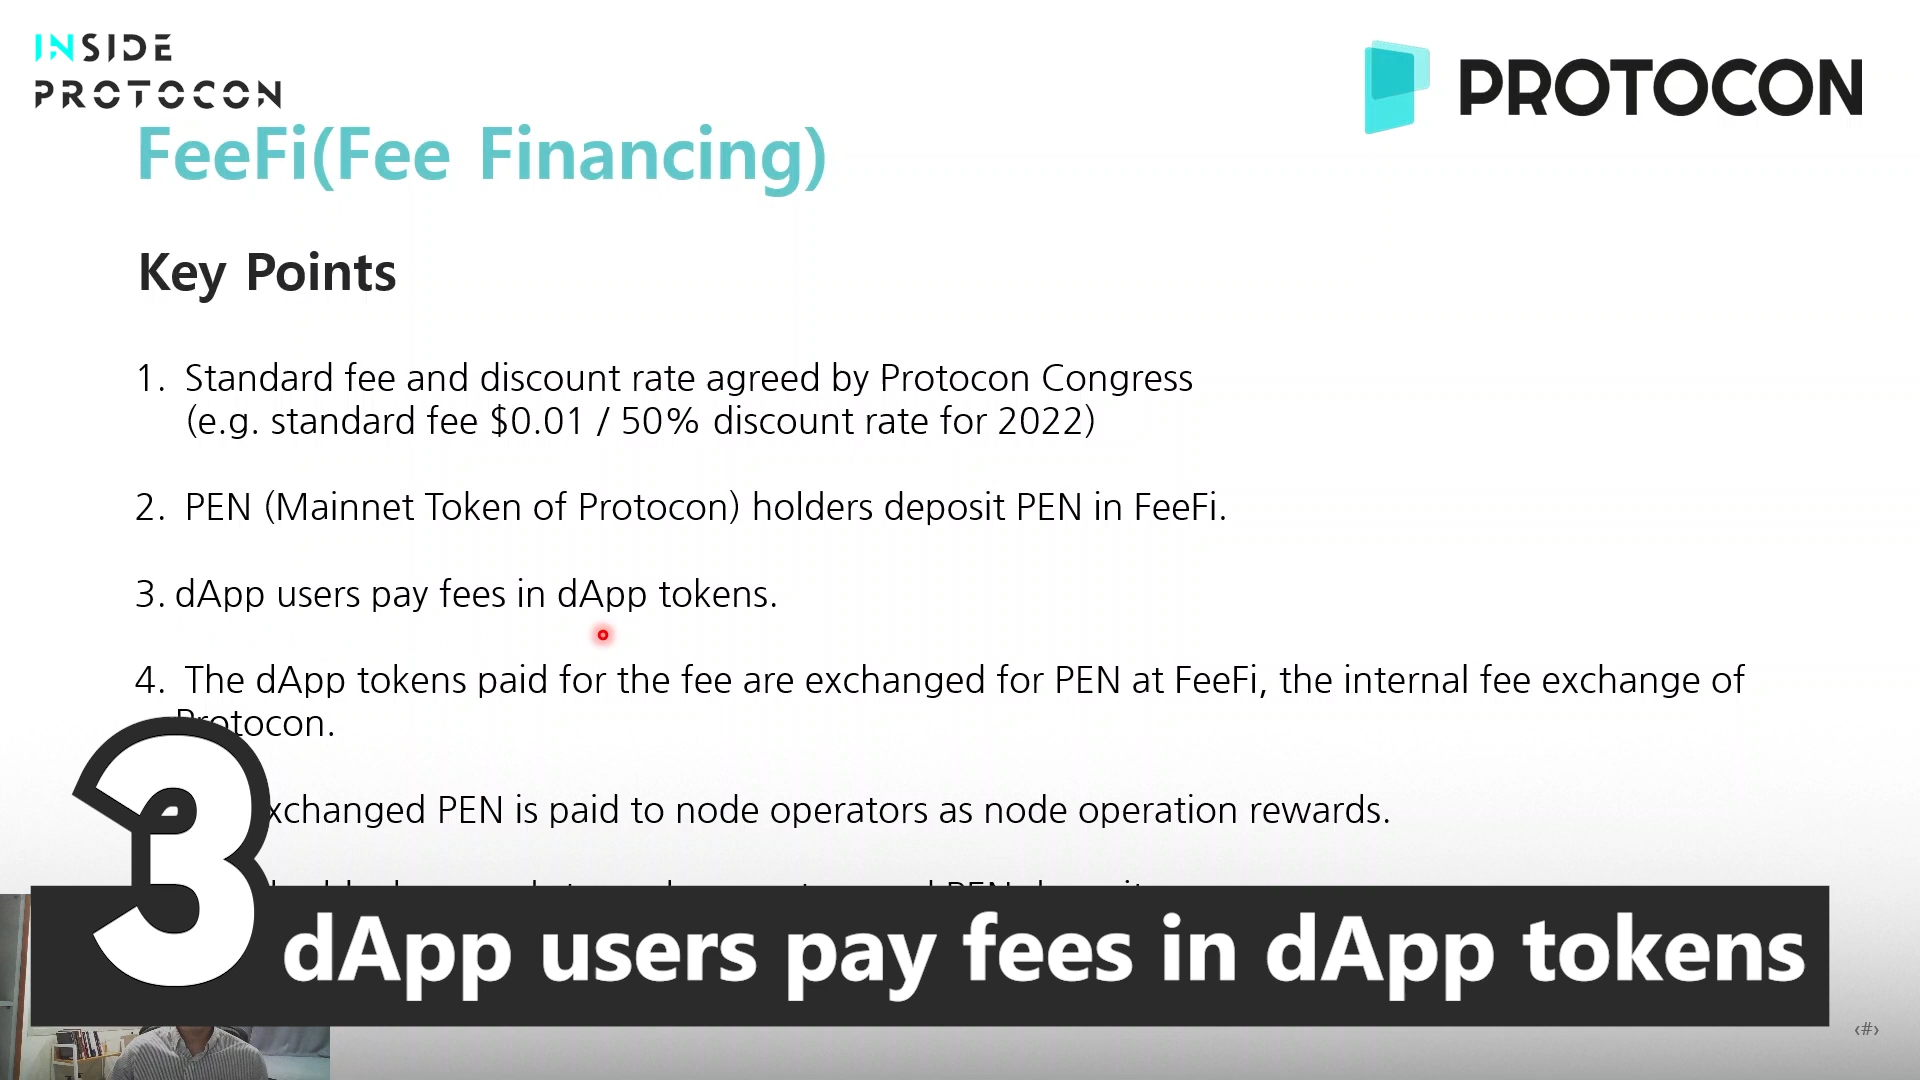 INSIDE
PROTOCON
PROTOCON
FeeFi(Fee Financing)
Key Points
1. Standard fee and discount rate agreed by Protocon Congress
(e.g. standard fee $0.01 / 50% discount rate for 2022)
2. PEN (Mainnet Token of Protocon) holders deposit PEN in FeeFi.
3. dApp users pay fees in dApp tokens.
4. The dApp tokens paid for the fee are exchanged for PEN at FeeFi, the internal fee exchange of
Protocon.
xchanged PEN is paid to node operators as node operation rewards.
3 dApp users pay fees in dApp tokens
‹#›